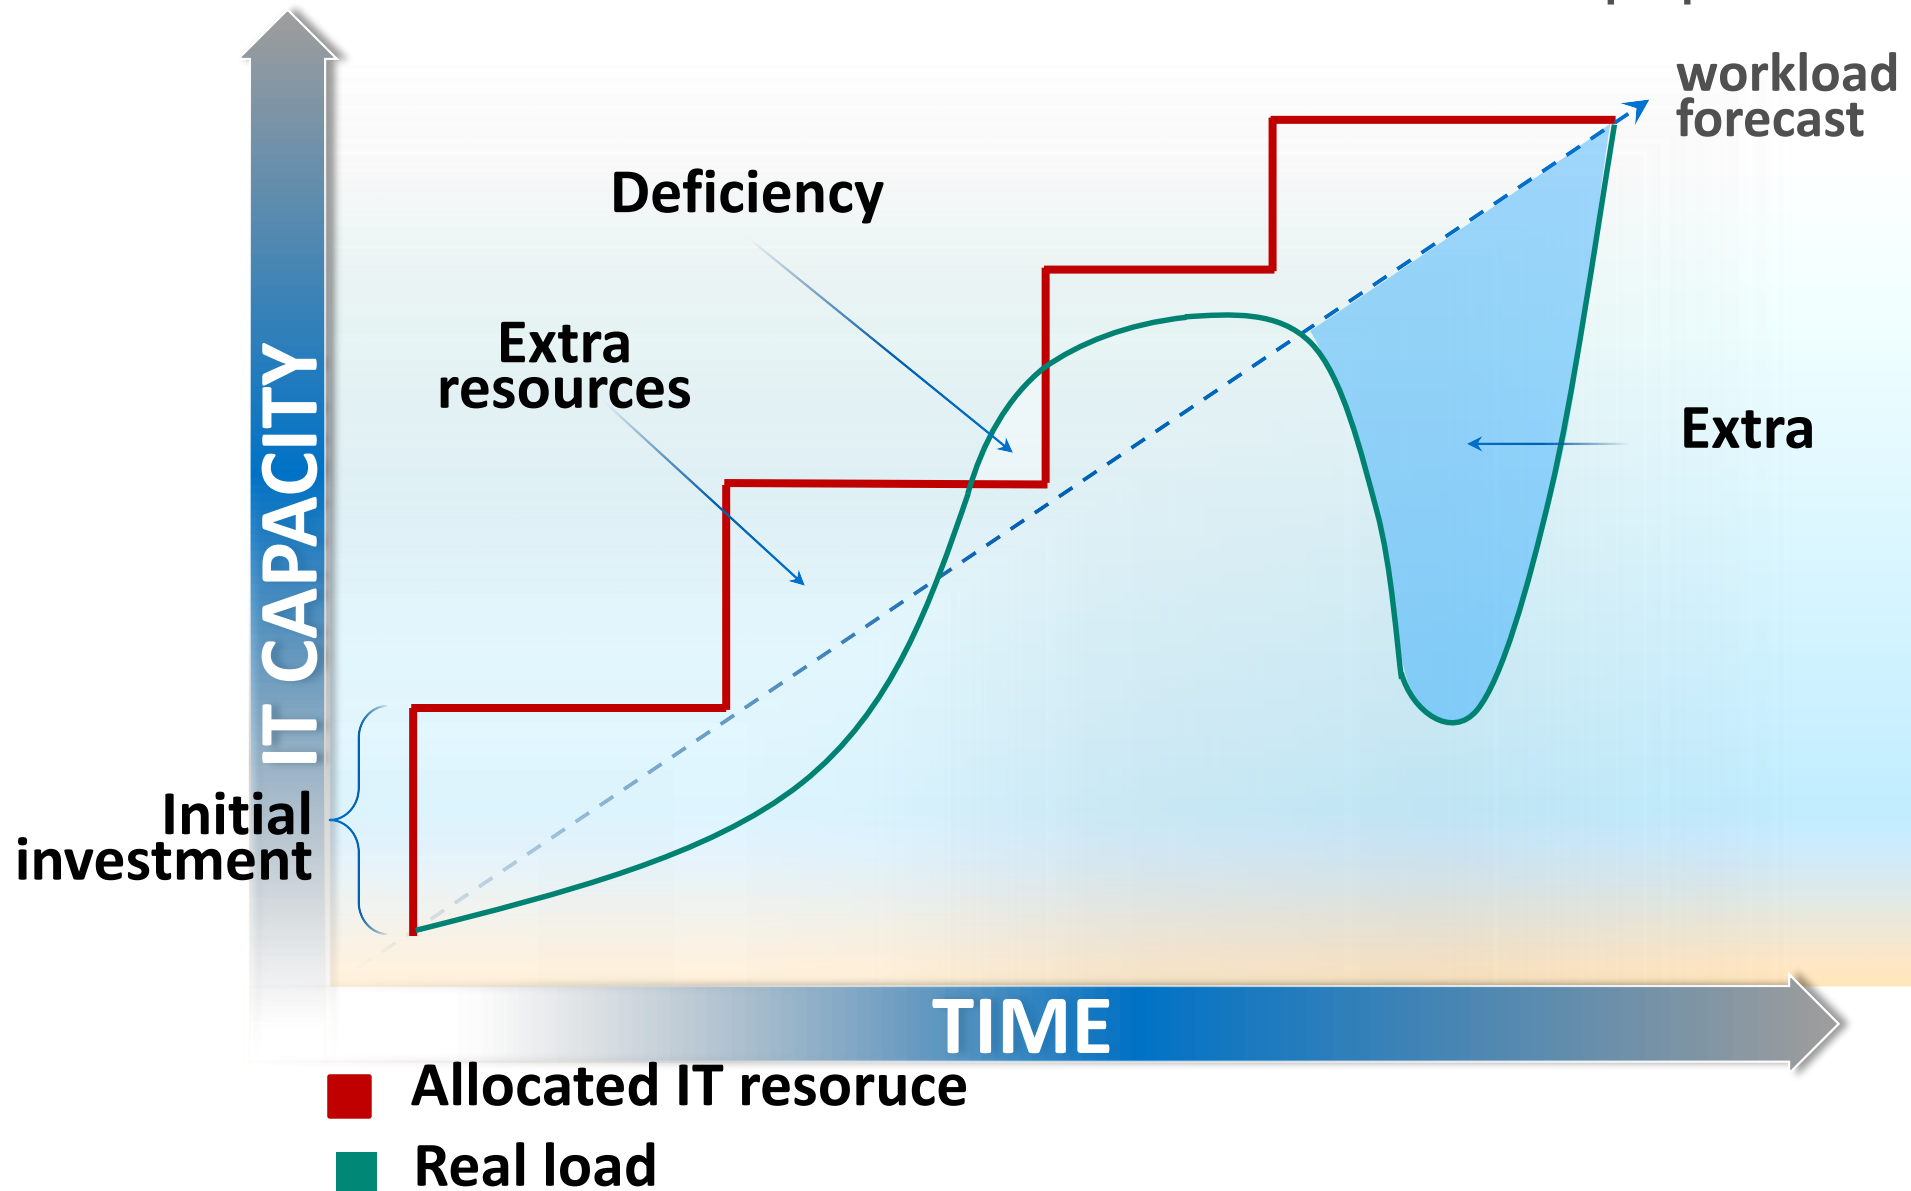 workload
forecast
Deficiency
Extra
resources
Extra
IT CAPACITY
Initial
investment
TIME
Allocated IT resoruce
Real load